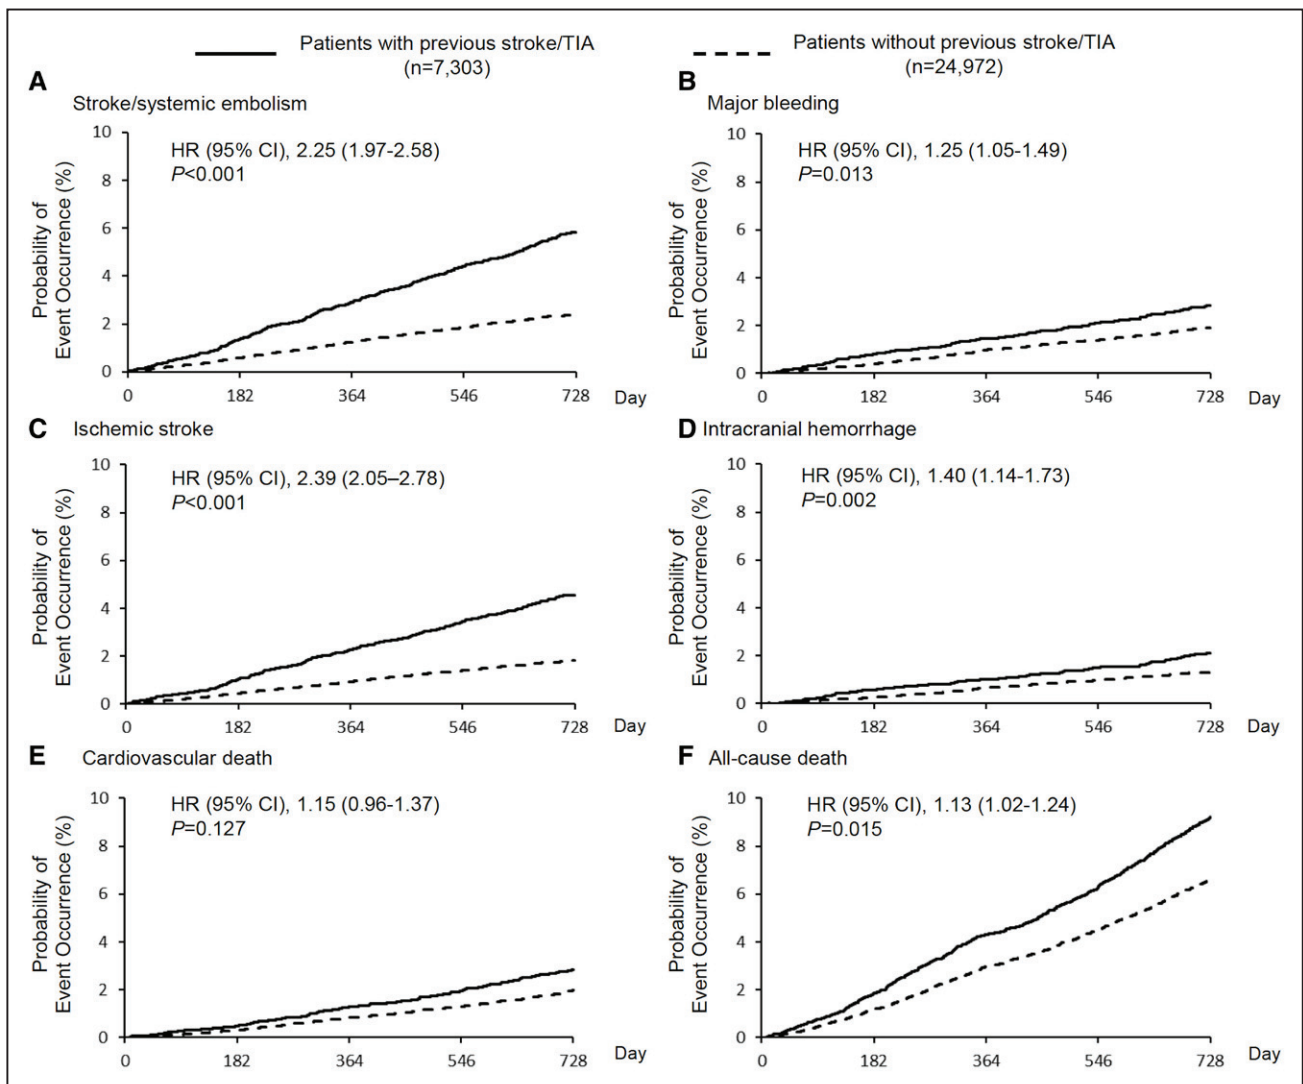 Patients with previous stroke/TIA
(n=7,303)
Patients without previous stroke/TIA
(n=24,972)
A
Stroke/systemic embolism
HR (95% CI), 2.25 (1.97-2.58)
P<0.001
Probability of
Event Occurrence (%)
10
8
6
4
2
0
0 182 364 546 728 Day
B
Major bleeding
HR (95% CI), 1.25 (1.05-1.49)
P=0.013
Probability of
Event Occurrence (%)
10
8
6
4
2
0
0 182 364 546 728 Day
C
Ischemic stroke
HR (95% CI), 2.39 (2.05–2.78)
P<0.001
Probability of
Event Occurrence (%)
10
8
6
4
2
0
0 182 364 546 728 Day
D
Intracranial hemorrhage
HR (95% CI), 1.40 (1.14-1.73)
P=0.002
Probability of
Event Occurrence (%)
10
8
6
4
2
0
0 182 364 546 728 Day
E
Cardiovascular death
HR (95% CI), 1.15 (0.96-1.37)
P=0.127
Probability of
Event Occurrence (%)
10
8
6
4
2
0
0 182 364 546 728 Day
F
All-cause death
HR (95% CI), 1.13 (1.02-1.24)
P=0.015
Probability of
Event Occurrence (%)
10
8
6
4
2
0
0 182 364 546 728 Day